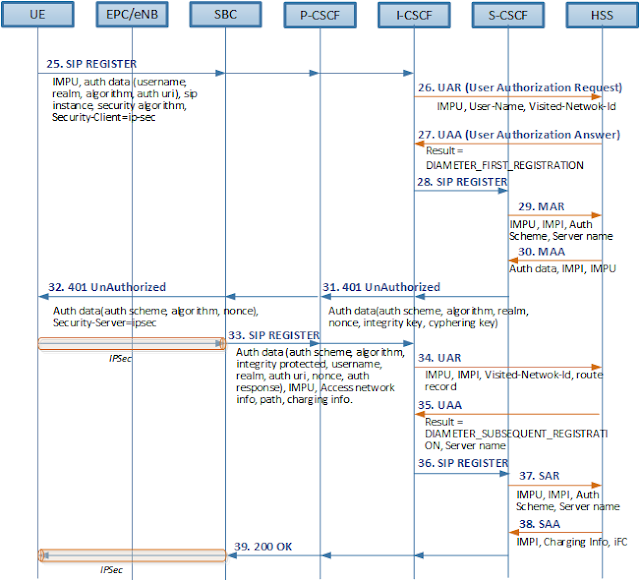 UE
EPC/eNB
SBC
P-CSCF
I-CSCF
S-CSCF
HSS
25. SIP REGISTER
IMPU, auth data (username,
realm, algorithm, auth uri), sip
instance, security algorithm,
Security-Client=ip-sec
26. UAR (User Authorization Request)
IMPU, User-Name, Visited-Netwok-Id
27. UAA (User Authorization Answer)
Result =
DIAMETER_FIRST_REGISTRATION
28. SIP REGISTER
29. MAR
IMPU, IMPI, Auth
Scheme, Server name
30. MAA
Auth data, IMPI, IMPU
32. 401 UnAuthorized
31. 401 UnAuthorized
Auth data(auth scheme, algorithm, nonce),
Security-Server=ipsec
Auth data(auth scheme, algorithm, realm,
nonce, integrity key, cyphering key)
33. SIP REGISTER
IPSec
Auth data (auth scheme, algorithm,
integrity protected, username,
realm, auth uri, nonce, auth
response), IMPU, Access network
info, path, charging info.
34. UAR
IMPU, IMPI, Visited-Netwok-Id, route
record
35. UAA
Result =
DIAMETER_SUBSEQUENT_REGISTRATI
ON, Server name
36. SIP REGISTER
37. SAR
IMPU, IMPI, Auth
Scheme, Server name
38. SAA
IMPI, Charging Info, iFC
39. 200 OK
IPSec